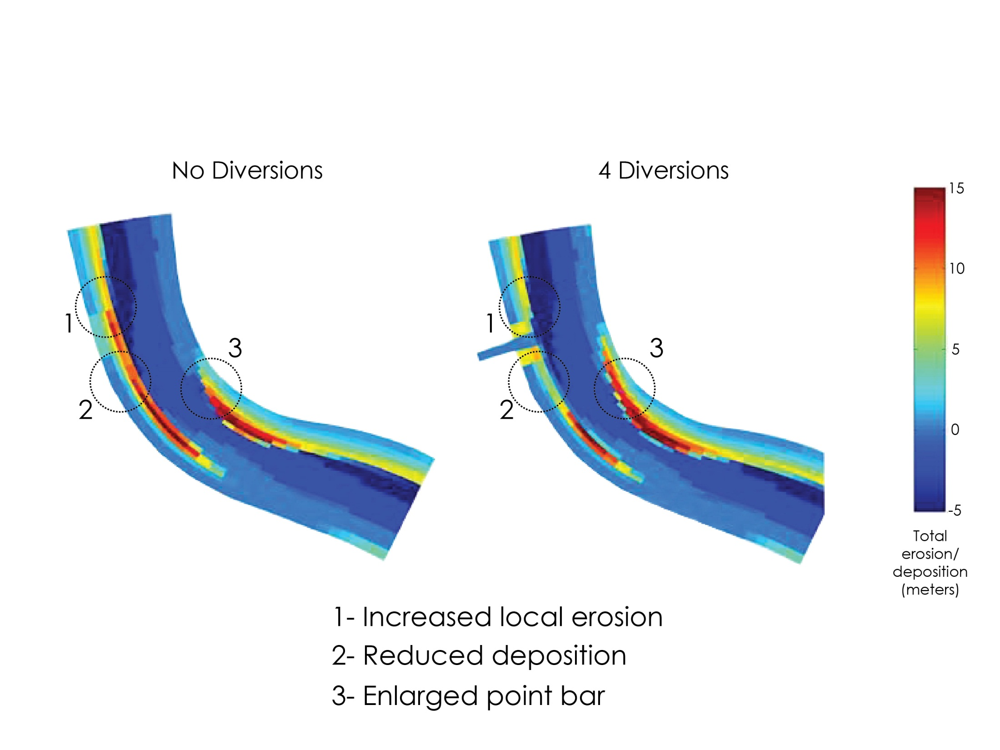 No Diversions
4 Diversions
15
10
5
0
-5
Total
erosion/
deposition
(meters)
1
2
3
1
2
3
1- Increased local erosion
2- Reduced deposition
3- Enlarged point bar